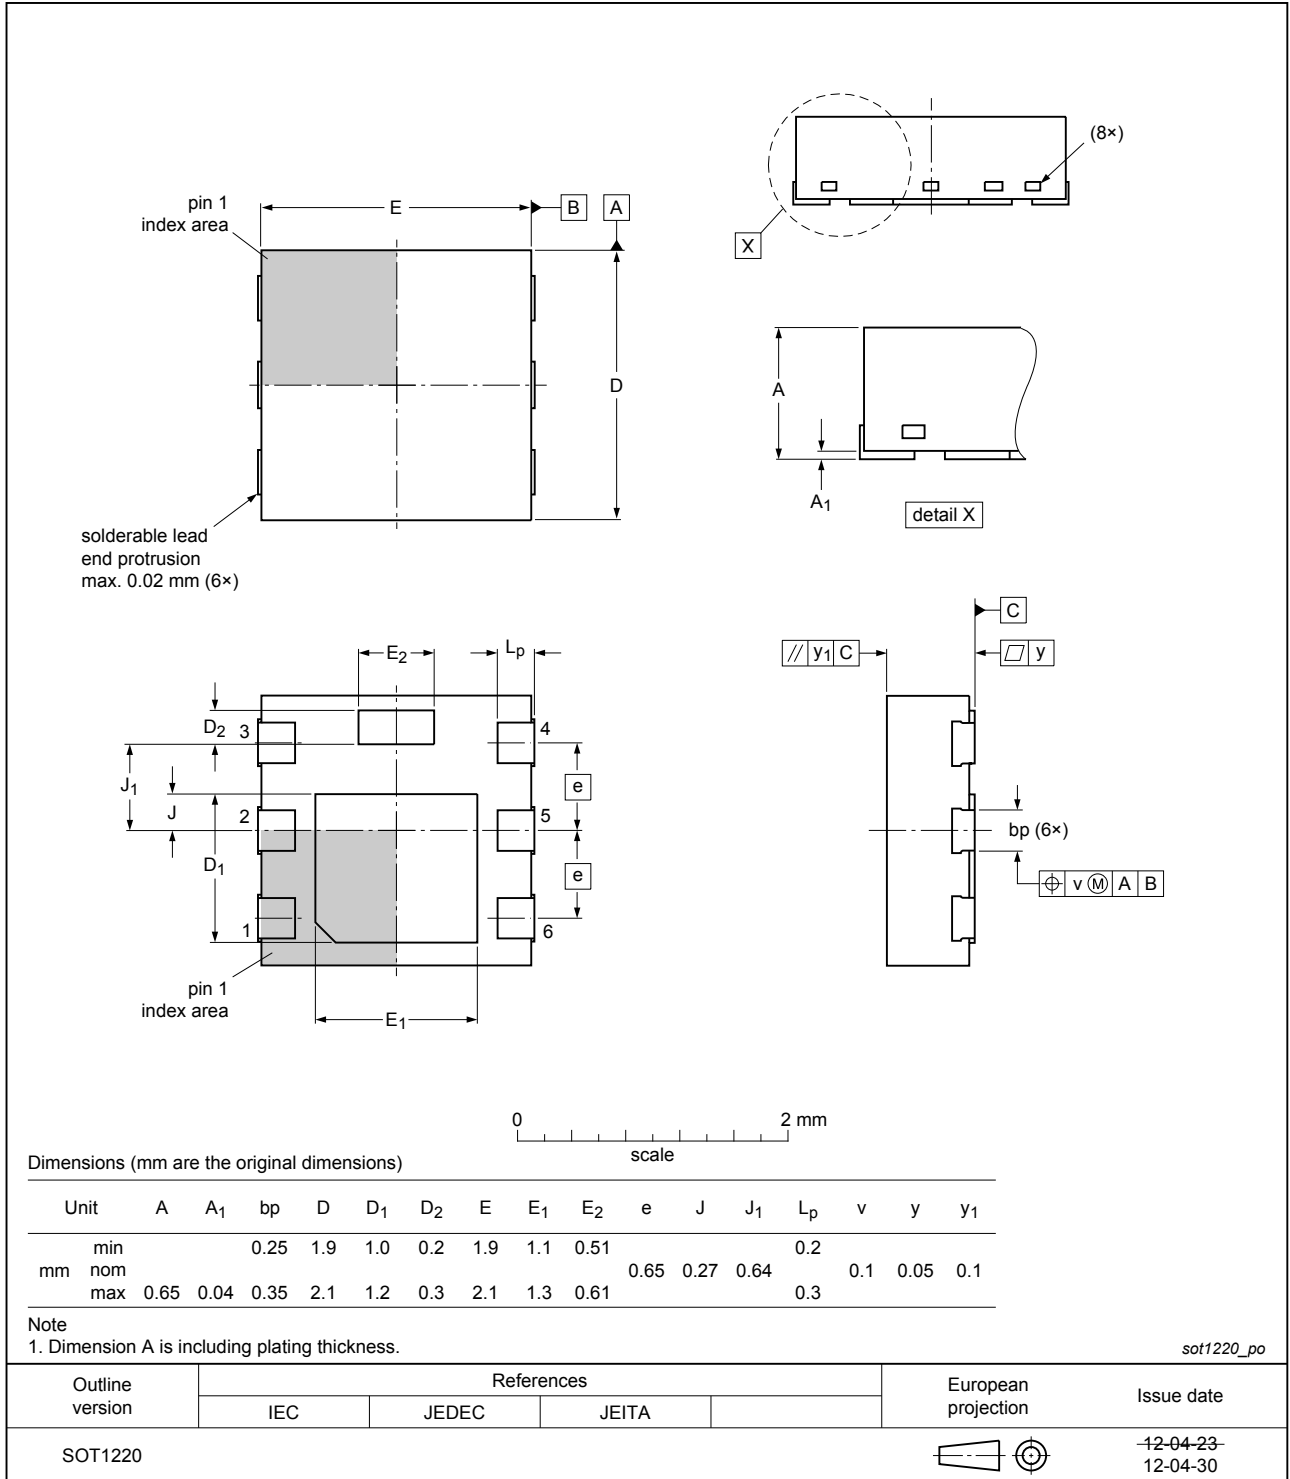 (8×)
pin 1
index area
E
B
A
X
D
A
A1
detail X
solderable lead
end protrusion
max. 0.02 mm (6×)
C
// y1 C
y
E2
Lp
D2
3
4
J1
J
e
2
5
D1
e
1
6
bp (6×)
v M A B
pin 1
index area
E1
0
2 mm
scale
Dimensions (mm are the original dimensions)
Unit A A1 bp D D1 D2 E E1 E2 e J J1 Lp v y y1
min 0.25 1.9 1.0 0.2 1.9 1.1 0.51 0.2
mm nom 0.65 0.27 0.64 0.1 0.05 0.1
max 0.65 0.04 0.35 2.1 1.2 0.3 2.1 1.3 0.61 0.3
Note
1. Dimension A is including plating thickness.
sot1220_po
Outline
version
References
IEC JEDEC JEITA
European
projection
Issue date
SOT1220
12-04-23
12-04-30